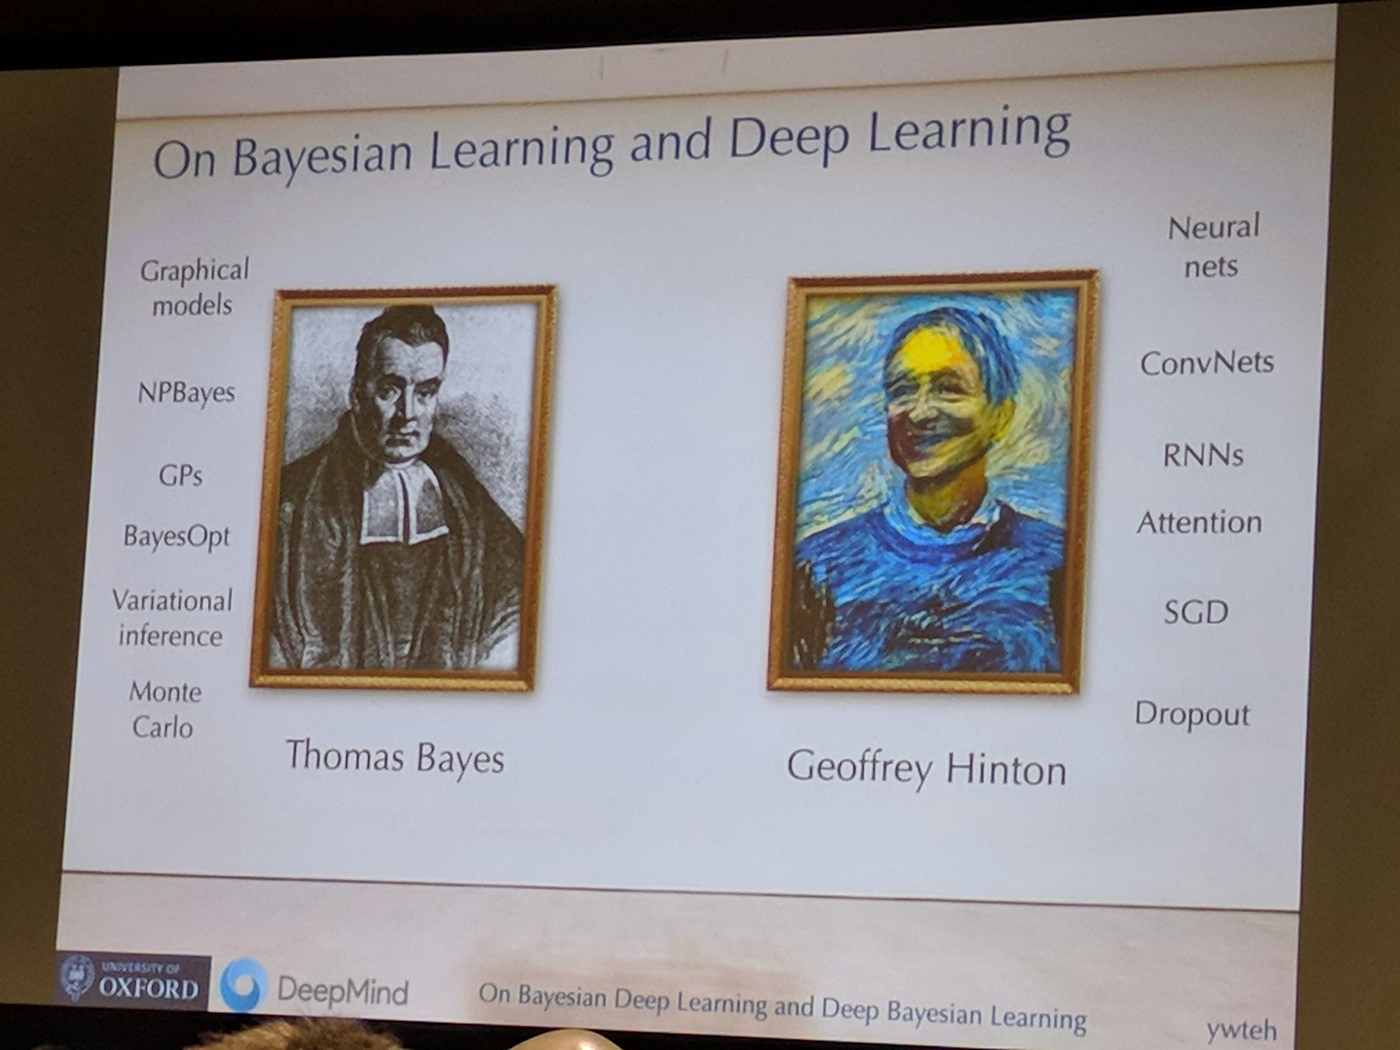 On Bayesian Learning and Deep Learning
Graphical
models
NPBayes
GPs
BayesOpt
Variational
inference
Monte
Carlo
Thomas Bayes
Geoffrey Hinton
Neural
nets
ConvNets
RNNs
Attention
SGD
Dropout
UNIVERSITY OF
OXFORD
DeepMind
On Bayesian Deep Learning and Deep Bayesian Learning
ywteh